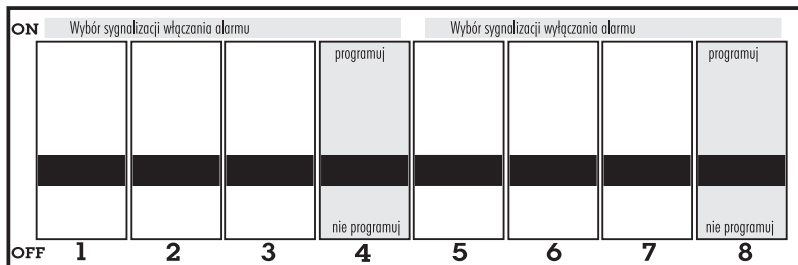 ON Wybór sygnalizacji włączania alarmu Wybór sygnalizacji wyłączania alarmu
programuj programuj
nie programuj nie programuj
OFF 1 2 3 4 5 6 7 8